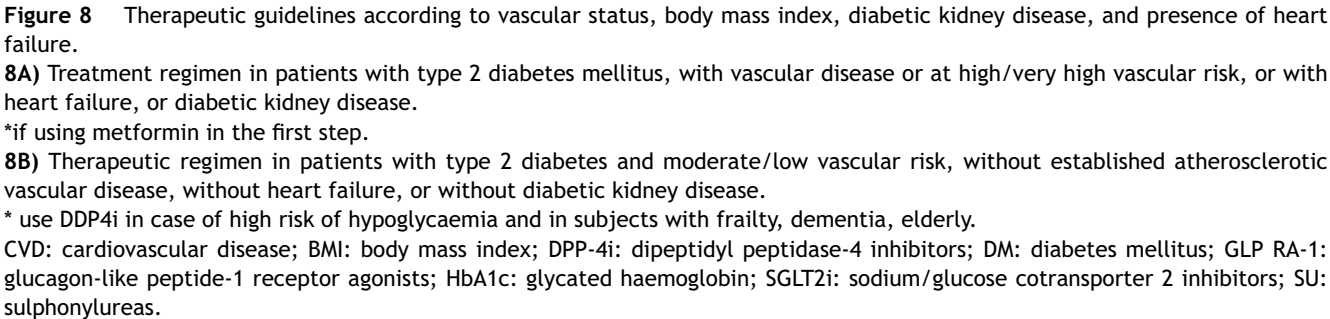 Figure 8 Therapeutic guidelines according to vascular status, body mass index, diabetic kidney disease, and presence of heart
failure.
8A) Treatment regimen in patients with type 2 diabetes mellitus, with vascular disease or at high/very high vascular risk, or with
heart failure, or diabetic kidney disease.
*if using metformin in the first step.
8B) Therapeutic regimen in patients with type 2 diabetes and moderate/low vascular risk, without established atherosclerotic
vascular disease, without heart failure, or without diabetic kidney disease.
* use DDP4i in case of high risk of hypoglycaemia and in subjects with frailty, dementia, elderly.
CVD: cardiovascular disease; BMI: body mass index; DPP-4i: dipeptidyl peptidase-4 inhibitors; DM: diabetes mellitus; GLP RA-1:
glucagon-like peptide-1 receptor agonists; HbA1c: glycated haemoglobin; SGLT2i: sodium/glucose cotransporter 2 inhibitors; SU:
sulphonylureas.